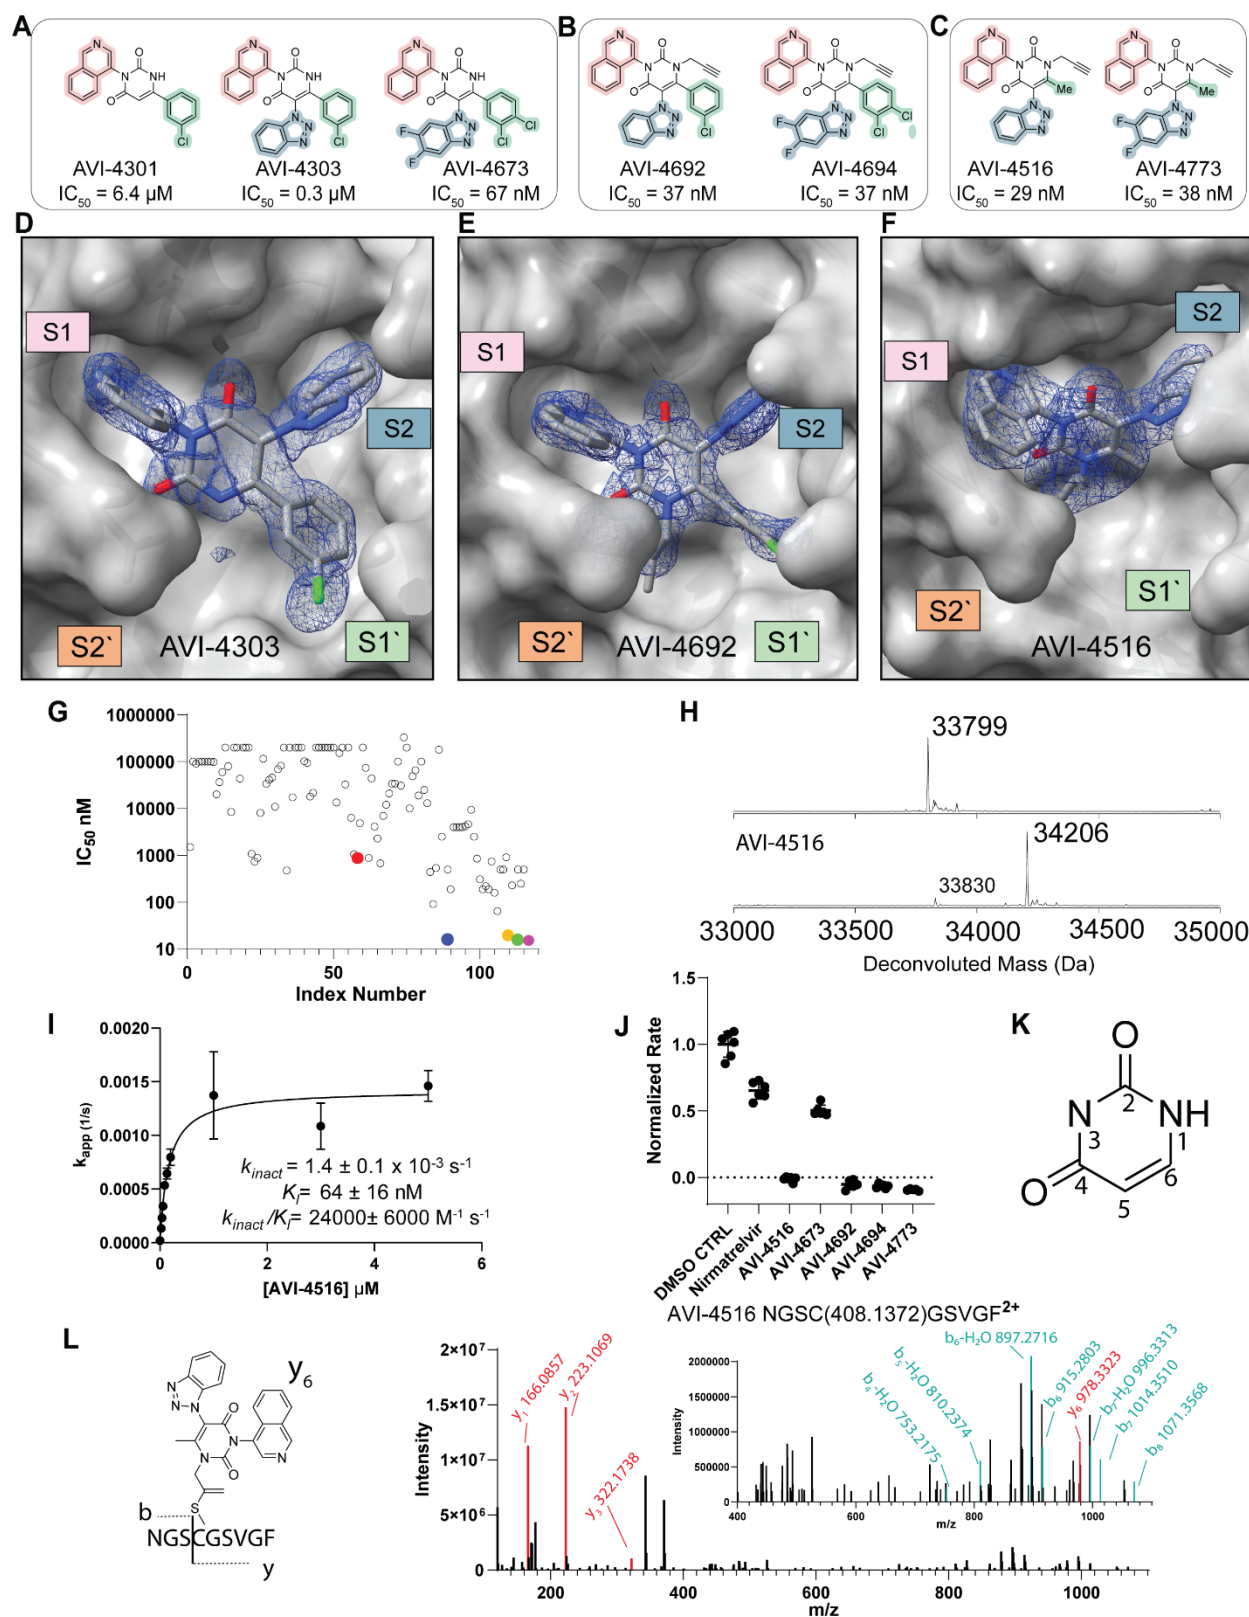 A
B
C
AVI-4301
IC50 = 6.4 µM
AVI-4303
IC50 = 0.3 µM
AVI-4673
IC50 = 67 nM
AVI-4692
IC50 = 37 nM
AVI-4694
IC50 = 37 nM
AVI-4516
IC50 = 29 nM
AVI-4773
IC50 = 38 nM
D
S1
S2
S2`
AVI-4303
S1`
E
S1
S2
S2`
AVI-4692
S1`
F
S2
S1
S1`
S2`
AVI-4516
G
IC50 nM
1000000
100000
10000
1000
100
10
0
50
100
Index Number
H
33799
AVI-4516
34206
33830
33000
33500
34000
34500
35000
Deconvoluted Mass (Da)
I
kapp (1/s)
0.0020
0.0015
0.0010
0.0005
0.0000
kinact = 1.4 ± 0.1 x 10-3 s-1
KI = 64 ± 16 nM
kinact /KI = 24000± 6000 M-1 s-1
0
2
4
6
[AVI-4516] µM
J
Normalized Rate
1.5
1.0
0.5
0.0
DMSO CTRL
Nirmatrelvir
AVI-4516
AVI-4673
AVI-4692
AVI-4694
AVI-4773
K
O
N
NH
O
1
2
3
4
5
6
L
y6
b
NGSCGSVGF
y
AVI-4516 NGSC(408.1372)GSVGF2+
Intensity
2×10^7
1.5×10^7
1×10^7
5×10^6
0
y1 166.0857
y2 223.1069
y3 322.1738
200
400
600
800
1000
m/z
Intensity
2000000
1500000
1000000
500000
0
b4-H2O 753.2175
b5-H2O 810.2374
b6-H2O 897.2716
b6 915.2803
y6 978.3323
b7-H2O 996.3313
b7 1014.3510
b8 1071.3568
400
600
800
1000
m/z